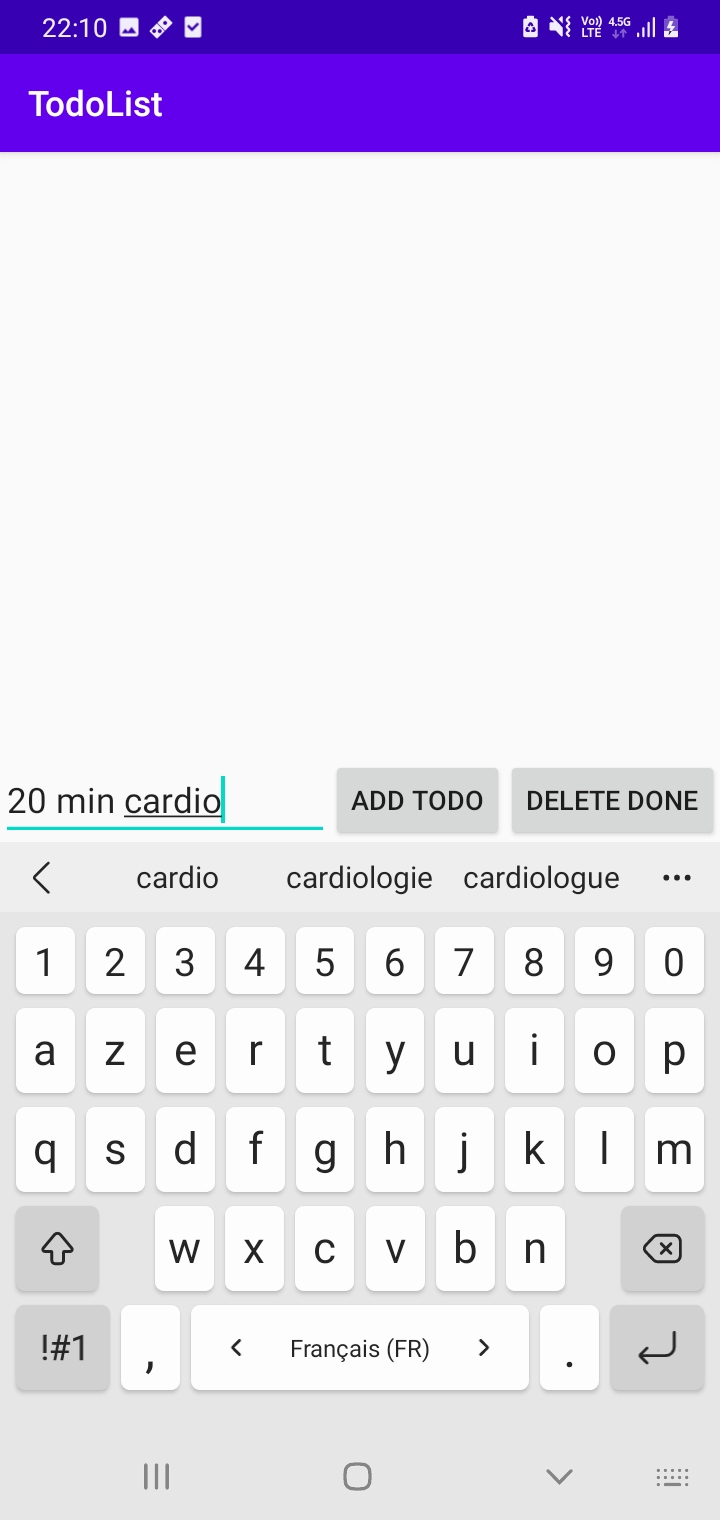 22:10 Vo)) LTE 4.5G
TodoList
20 min cardio ADD TODO DELETE DONE
cardio cardiologie cardiologue
1 2 3 4 5 6 7 8 9 0
a z e r t y u i o p
q s d f g h j k l m
w x c v b n
!#1 , Français (FR) .